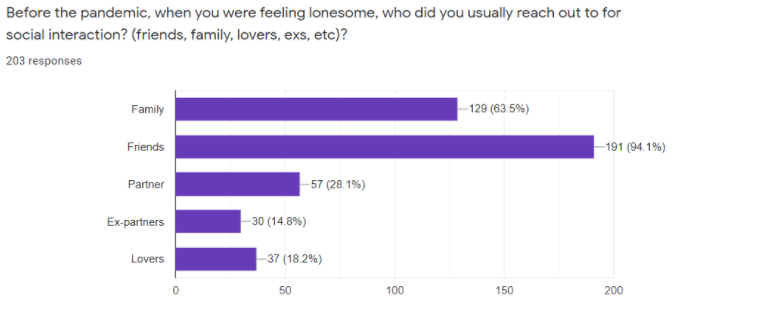 Before the pandemic, when you were feeling lonesome, who did you usually reach out to for
social interaction? (friends, family, lovers, exs, etc)?
203 responses
Family 129 (63.5%)
Friends 191 (94.1%)
Partner 57 (28.1%)
Ex-partners 30 (14.8%)
Lovers 37 (18.2%)
0 50 100 150 200